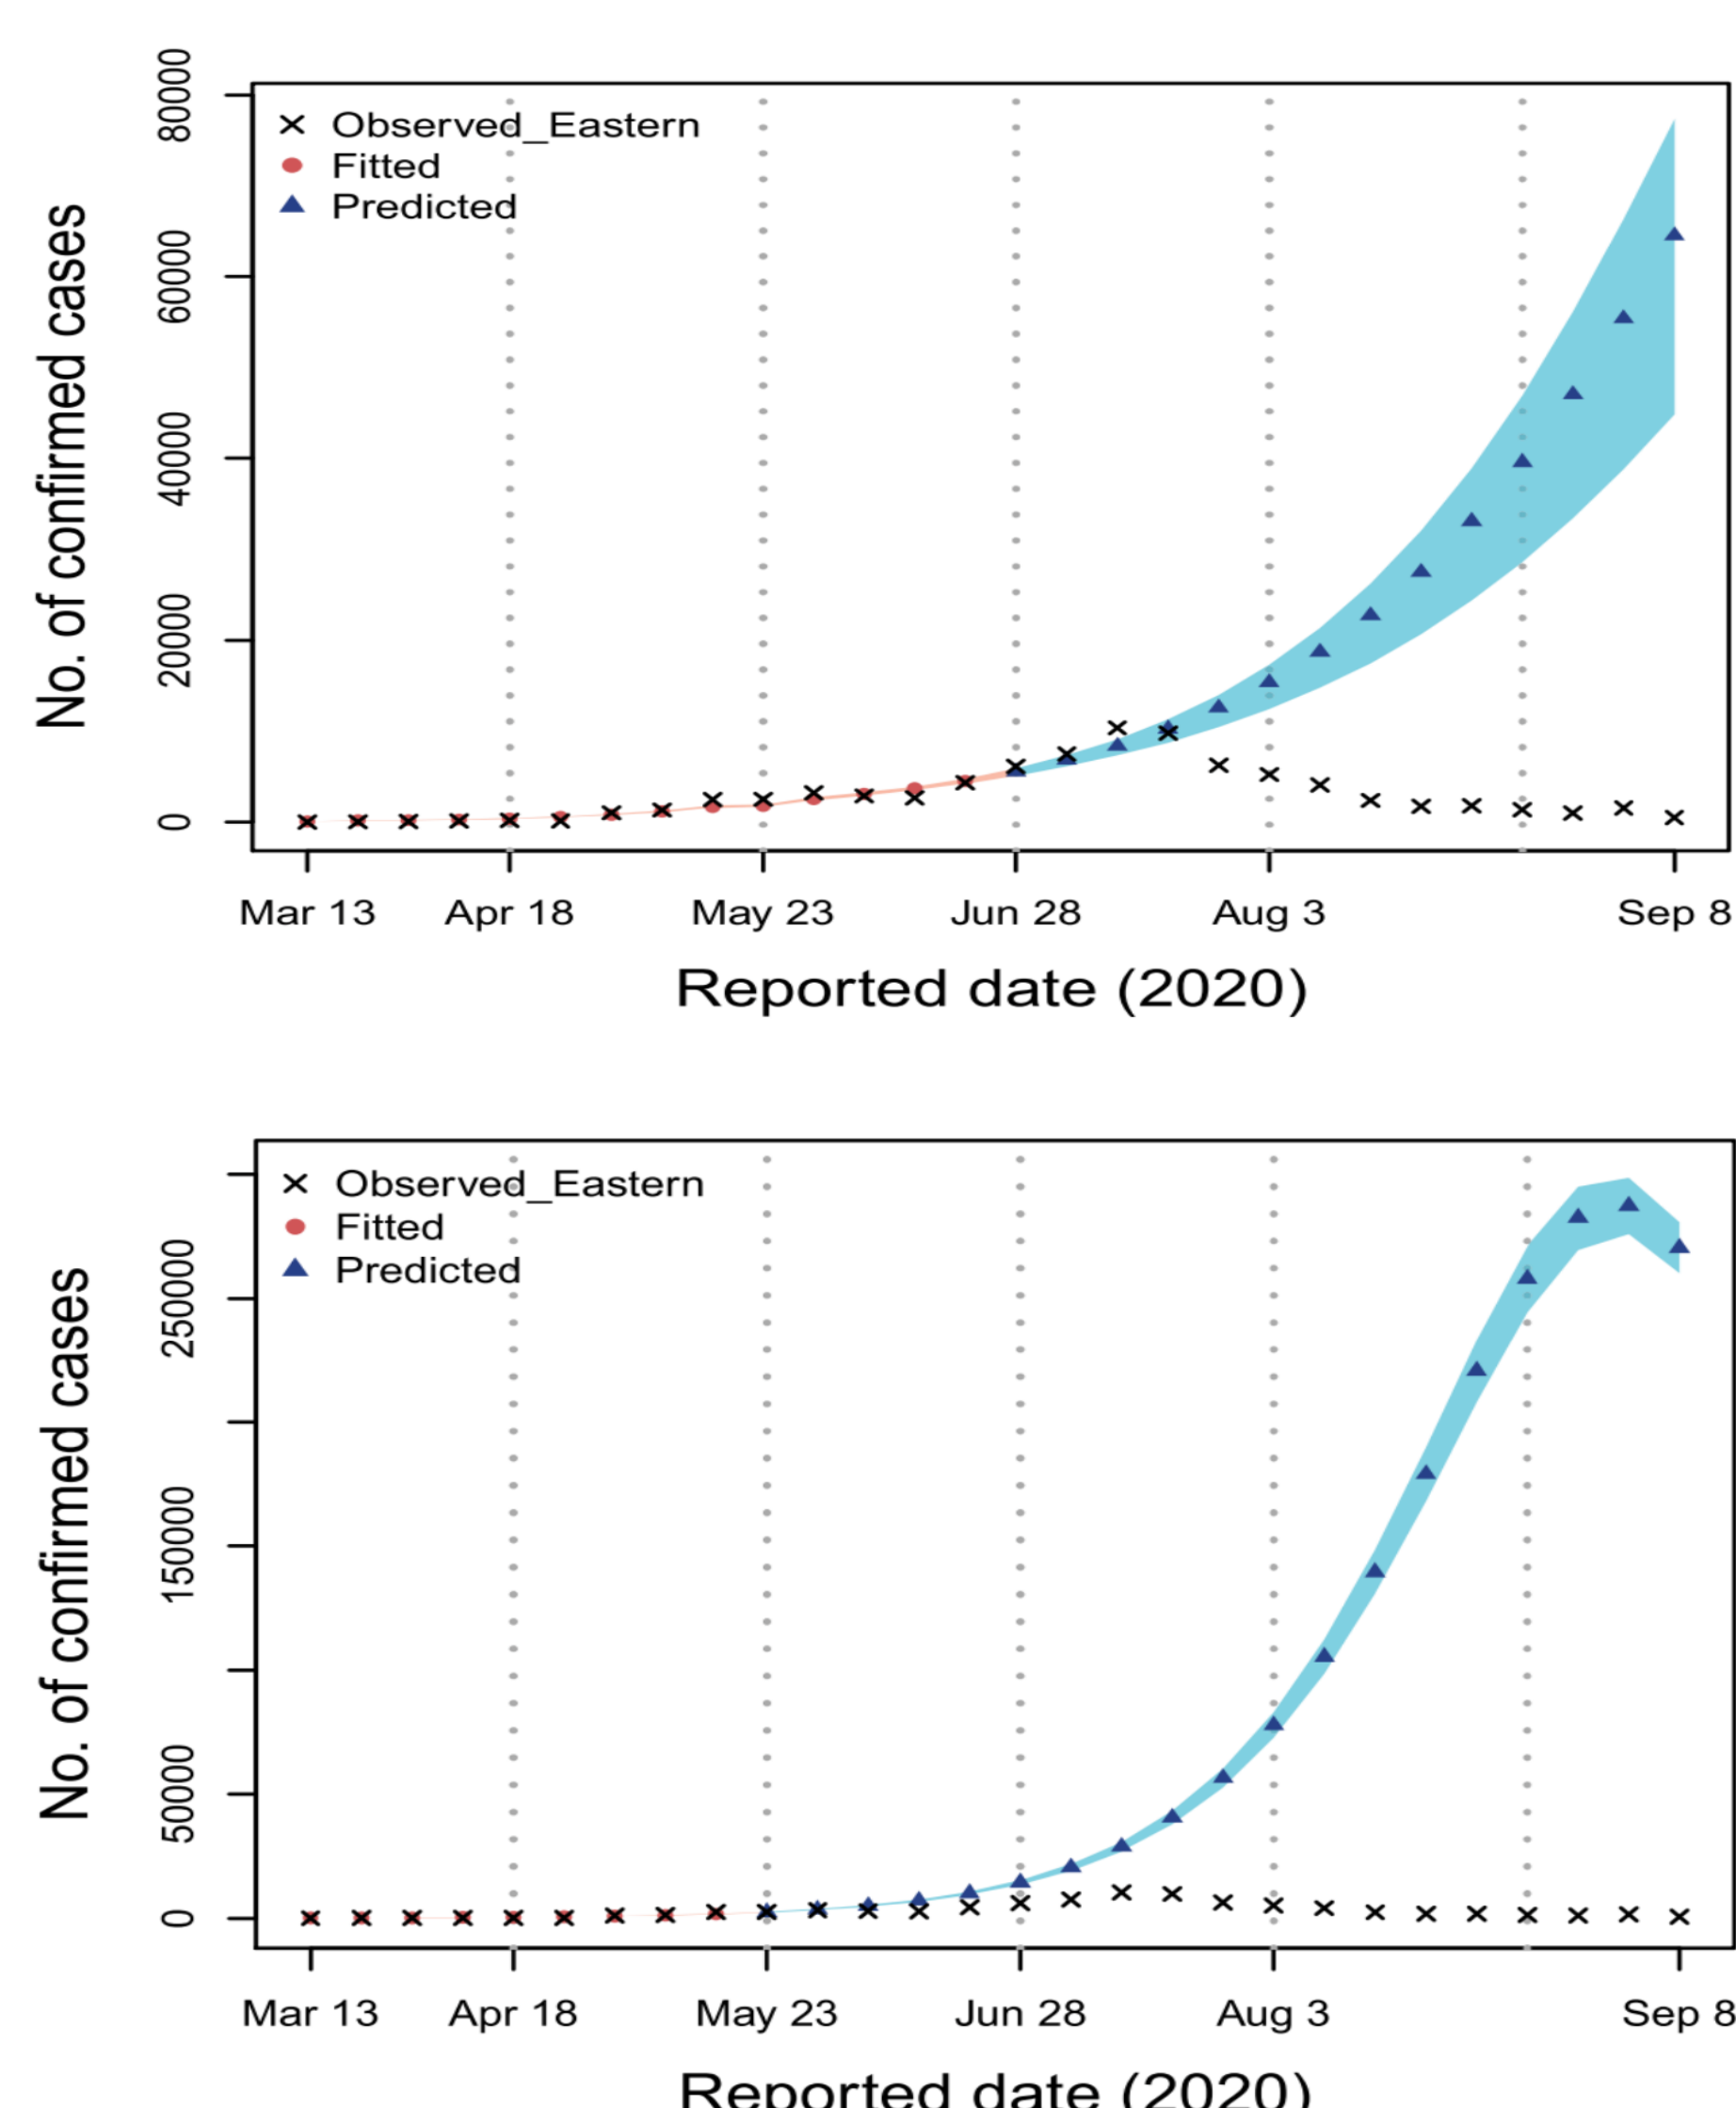 80000
60000
40000
20000
0
No. of confirmed cases
Observed_Eastern
Fitted
Predicted
Mar 13 Apr 18 May 23 Jun 28 Aug 3 Sep 8
Reported date (2020)
250000
150000
50000
0
No. of confirmed cases
Observed_Eastern
Fitted
Predicted
Mar 13 Apr 18 May 23 Jun 28 Aug 3 Sep 8
Reported date (2020)